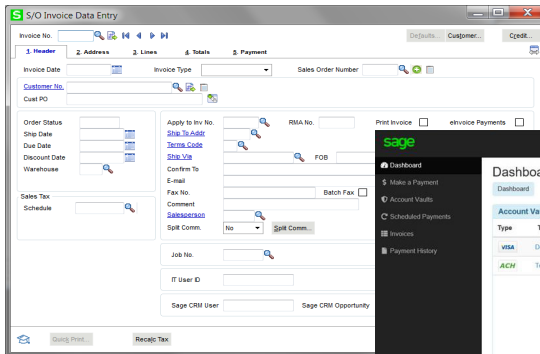 S S/O Invoice Data Entry
Invoice No. Defaults... Customer... Credit...
1. Header 2. Address 3. Lines 4. Totals 5. Payment
Invoice Date Invoice Type Sales Order Number
Customer No.
Cust PO
Order Status Apply to Inv No. RMA No. Print Invoice eInvoice Payments
Ship Date Ship To Addr
Due Date Terms Code
Discount Date Ship Via FOB
Warehouse Confirm To
E-mail
Fax No. Batch Fax
Sales Tax Comment
Schedule Salesperson
Split Comm. No Split Comm...
Job No.
IT User ID
Sage CRM User Sage CRM Opportunity
Quick Print... Recalc Tax
sage
Dashboard
$ Make a Payment
Account Vaults
Scheduled Payments
Invoices
Payment History
Dashboa
Dashboard
Account Va
Type T
VISA D
ACH Te